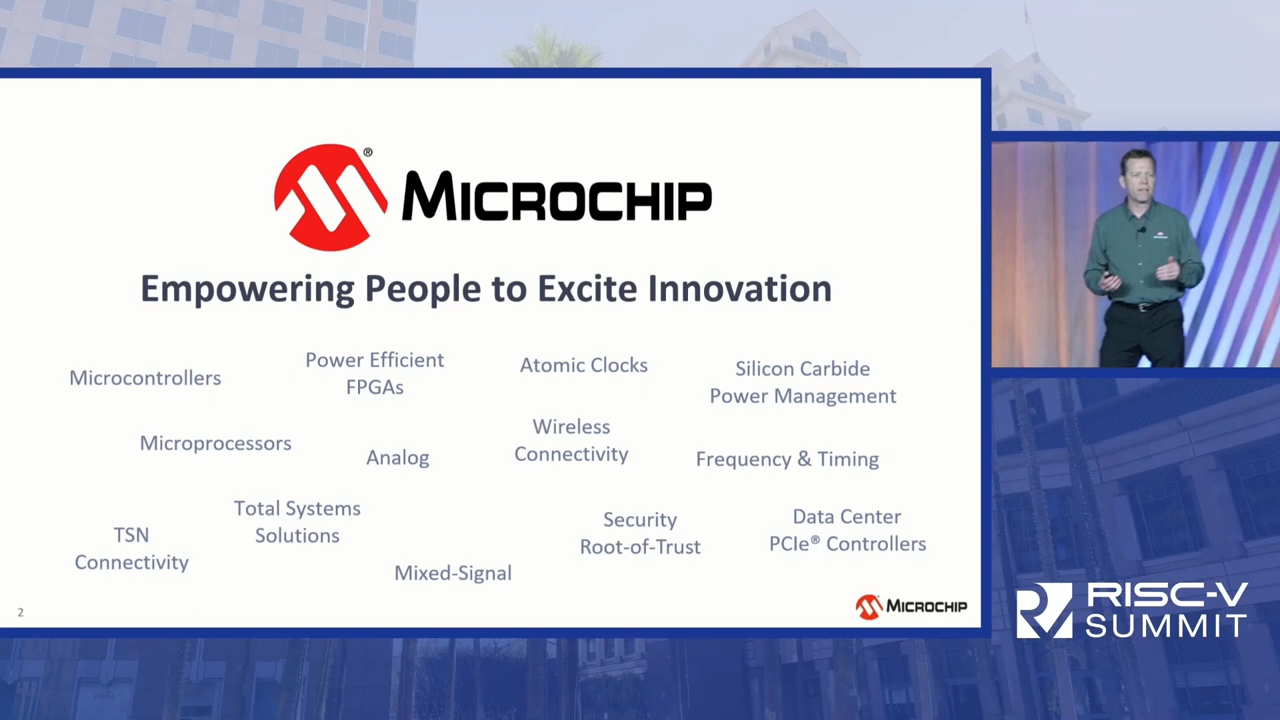 MICROCHIP
®
Empowering People to Excite Innovation
Microcontrollers
Power Efficient
FPGAs
Atomic Clocks
Silicon Carbide
Power Management
Microprocessors
Analog
Wireless
Connectivity
Frequency & Timing
TSN
Connectivity
Total Systems
Solutions
Mixed-Signal
Security
Root-of-Trust
Data Center
PCIe® Controllers
2
MICROCHIP
RISC-V
SUMMIT